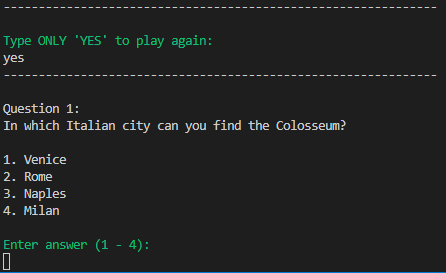 --------------------------------------------------------------
Type ONLY 'YES' to play again:
yes
--------------------------------------------------------------
Question 1:
In which Italian city can you find the Colosseum?
1. Venice
2. Rome
3. Naples
4. Milan
Enter answer (1 - 4):